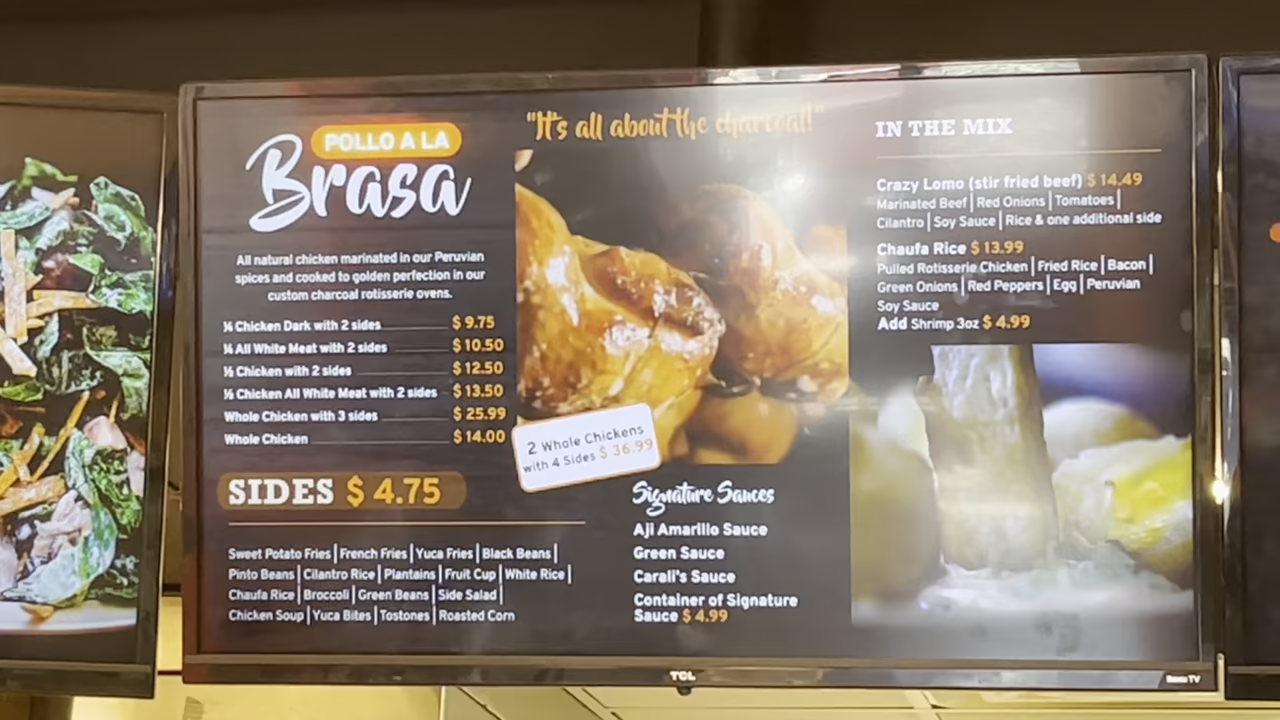 POLLO A LA
Brasa
All natural chicken marinated in our Peruvian
spices and cooked to golden perfection in our
custom charcoal rotisserie ovens.
¼ Chicken Dark with 2 sides $ 9.75
¼ All White Meat with 2 sides $ 10.50
½ Chicken with 2 sides $ 12.50
½ Chicken All White Meat with 2 sides $ 13.50
Whole Chicken with 3 sides $ 25.99
Whole Chicken $ 14.00
SIDES $ 4.75
Sweet Potato Fries | French Fries | Yuca Fries | Black Beans |
Pinto Beans | Cilantro Rice | Plantains | Fruit Cup | White Rice |
Chaufa Rice | Broccoli | Green Beans | Side Salad |
Chicken Soup | Yuca Bites | Tostones | Roasted Corn
"It's all about the charcoal!"
2 Whole Chickens
with 4 Sides $ 36.99
Signature Sauces
Aji Amarillo Sauce
Green Sauce
Carali's Sauce
Container of Signature
Sauce $ 4.99
IN THE MIX
Crazy Lomo (stir fried beef) $ 14.49
Marinated Beef | Red Onions | Tomatoes |
Cilantro | Soy Sauce | Rice & one additional side
Chaufa Rice $ 13.99
Pulled Rotisserie Chicken | Fried Rice | Bacon |
Green Onions | Red Peppers | Egg | Peruvian
Soy Sauce
Add Shrimp 3oz $ 4.99
TCL
Roku TV